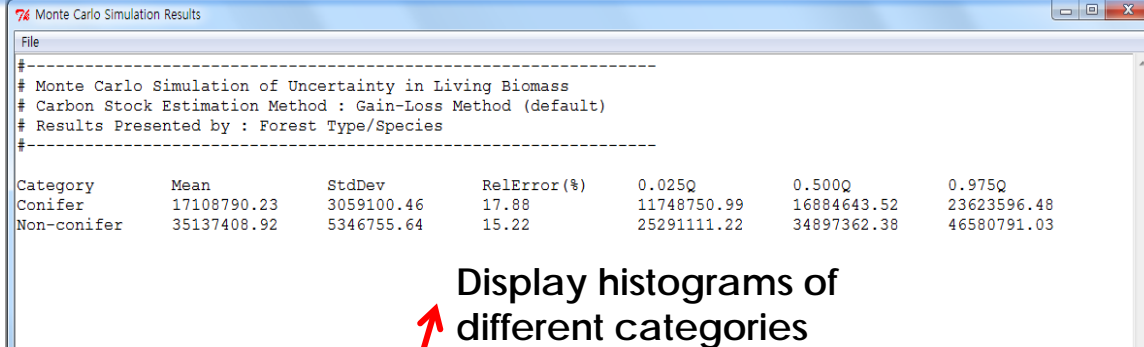 Monte Carlo Simulation Results
File
#-----------------------------------------------------------------
# Monte Carlo Simulation of Uncertainty in Living Biomass
# Carbon Stock Estimation Method : Gain-Loss Method (default)
# Results Presented by : Forest Type/Species
#-----------------------------------------------------------------
Category Mean StdDev RelError(%) 0.025Q 0.500Q 0.975Q
Conifer 17108790.23 3059100.46 17.88 11748750.99 16884643.52 23623596.48
Non-conifer 35137408.92 5346755.64 15.22 25291111.22 34897362.38 46580791.03
Display histograms of
different categories